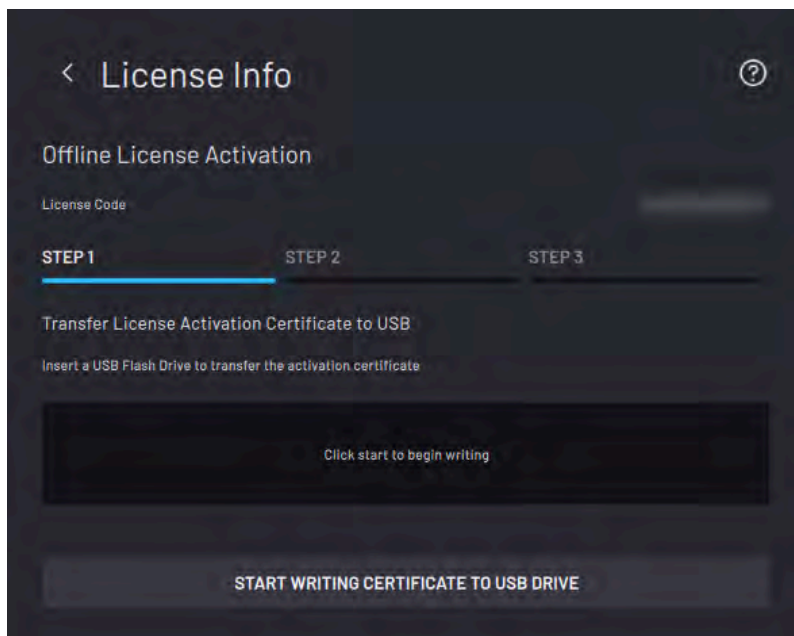 License Info
Offline License Activation
License Code
STEP 1 STEP 2 STEP 3
Transfer License Activation Certificate to USB
Insert a USB Flash Drive to transfer the activation certificate
Click start to begin writing
START WRITING CERTIFICATE TO USB DRIVE